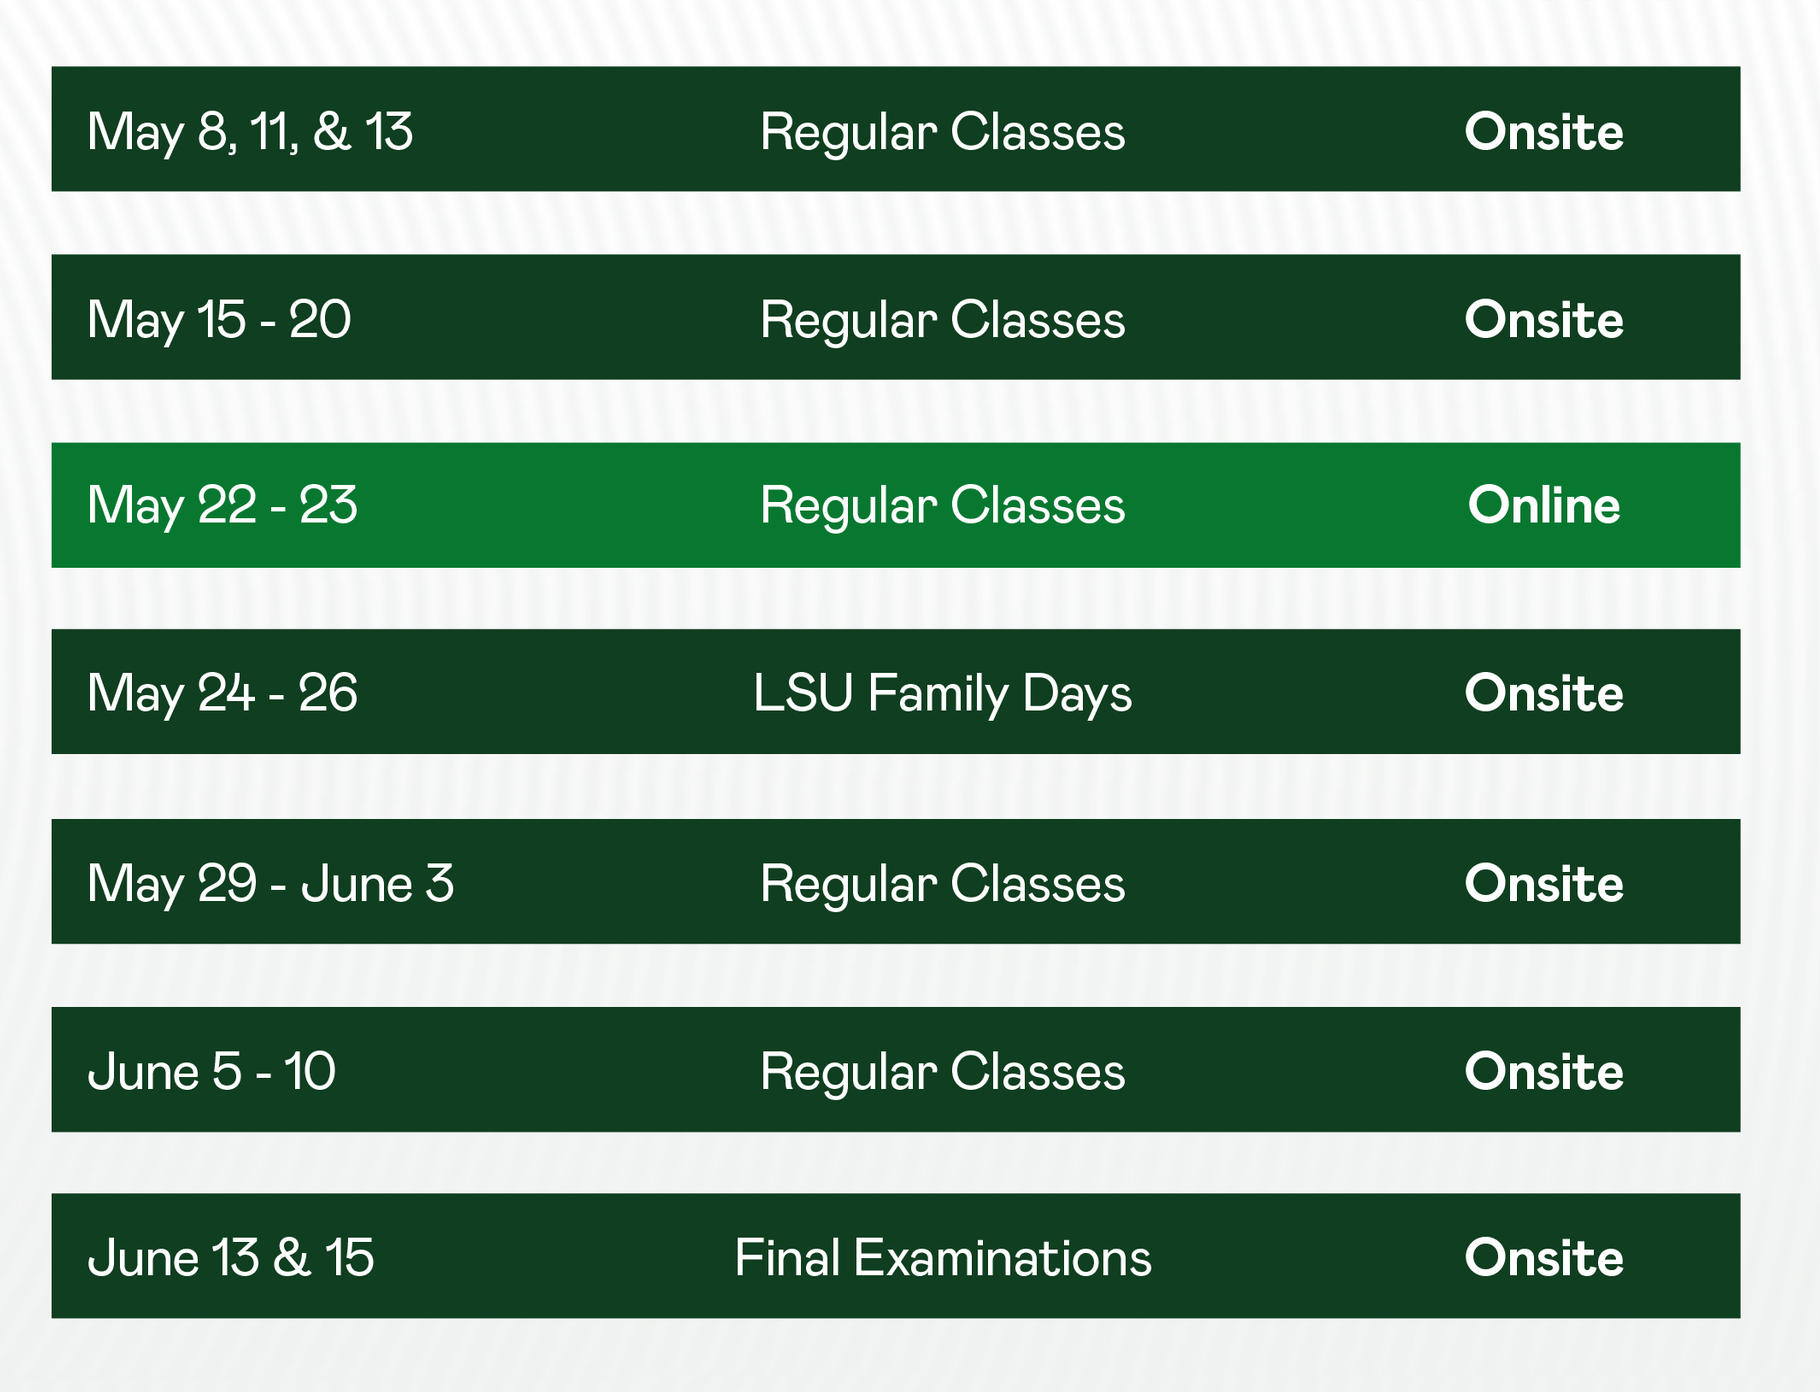 May 8, 11, & 13 Regular Classes Onsite
May 15 - 20 Regular Classes Onsite
May 22 - 23 Regular Classes Online
May 24 - 26 LSU Family Days Onsite
May 29 - June 3 Regular Classes Onsite
June 5 - 10 Regular Classes Onsite
June 13 & 15 Final Examinations Onsite